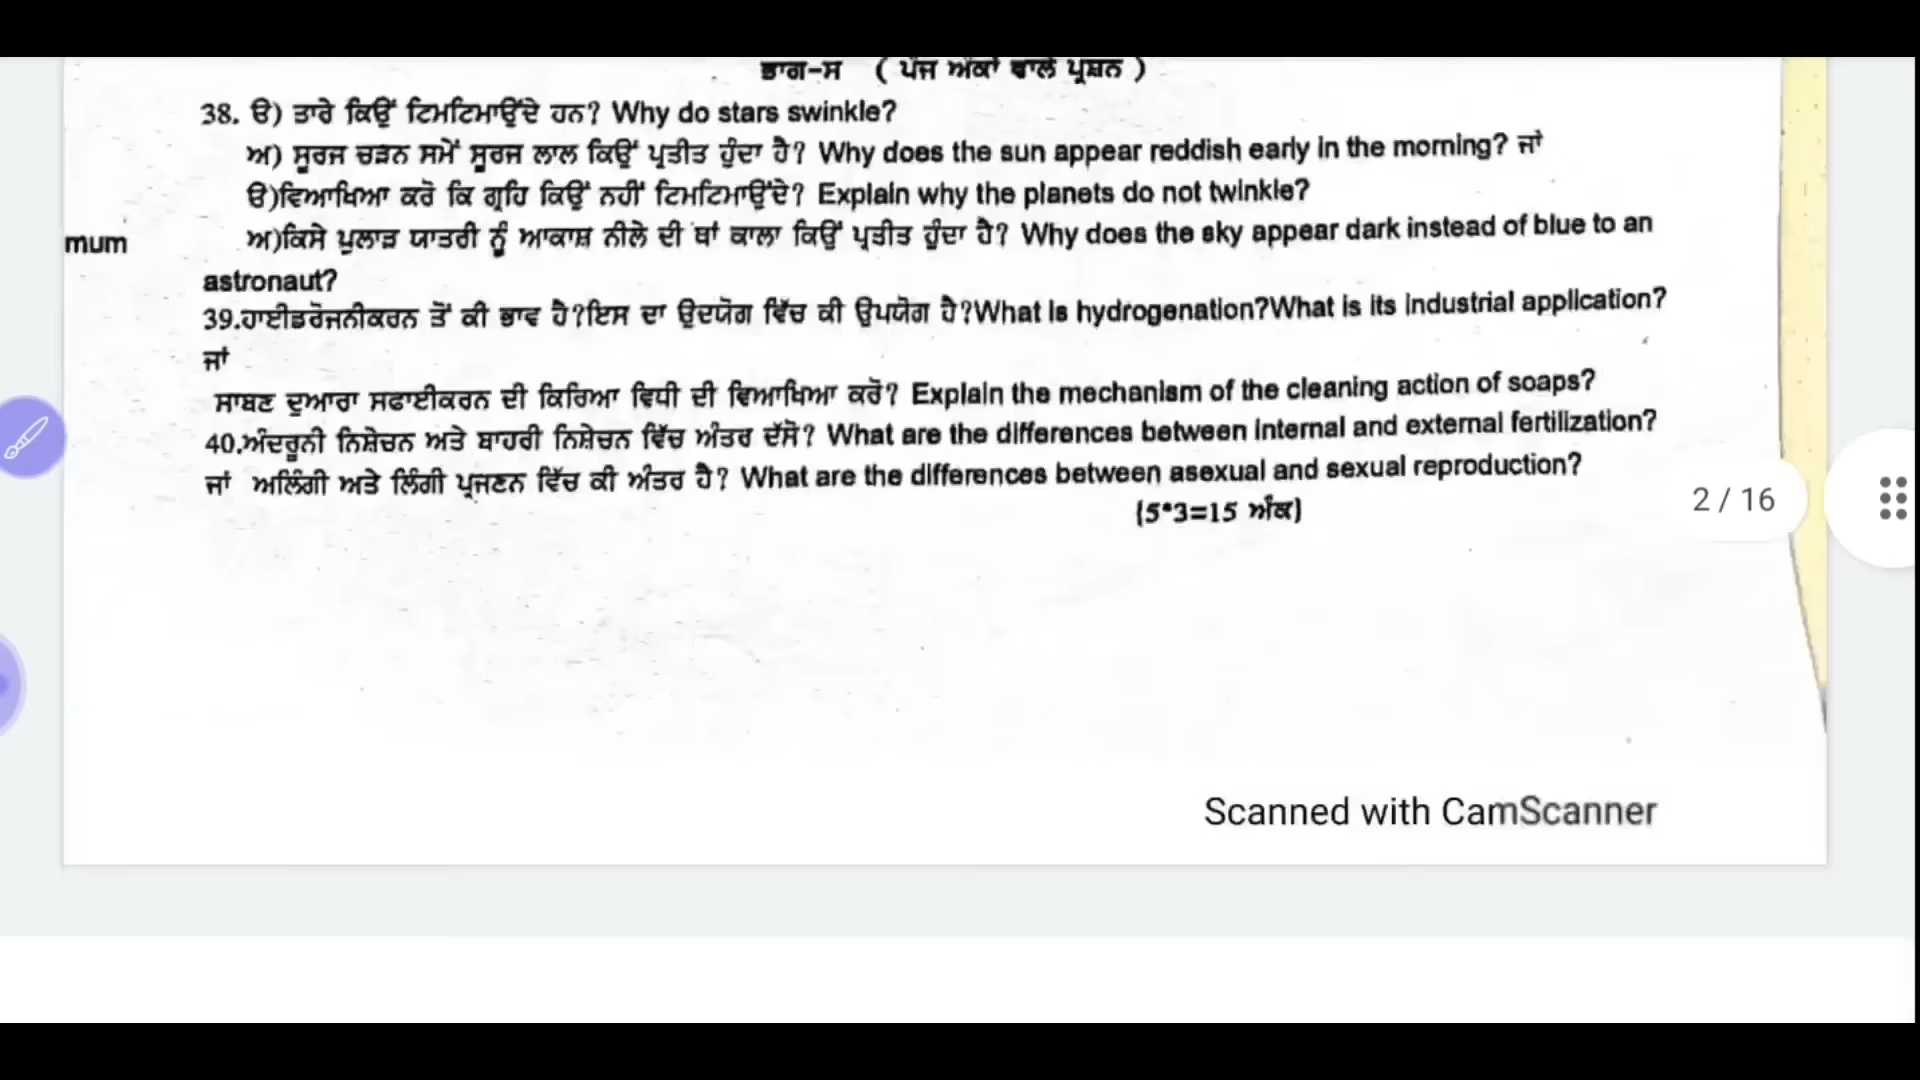 ਭਾਗ-ਸ ( ਪੰਜ ਅੰਕਾਂ ਵਾਲੇ ਪ੍ਰਸ਼ਨ )
38. ੳ) ਤਾਰੇ ਕਿਉਂ ਟਿਮਟਿਮਾਉਂਦੇ ਹਨ? Why do stars swinkle?
ਅ) ਸੂਰਜ ਚੜਨ ਸਮੇਂ ਸੂਰਜ ਲਾਲ ਕਿਉਂ ਪ੍ਰਤੀਤ ਹੁੰਦਾ ਹੈ? Why does the sun appear reddish early in the morning? ਜਾਂ
ੳ)ਵਿਆਖਿਆ ਕਰੋ ਕਿ ਗ੍ਰਹਿ ਕਿਉਂ ਨਹੀਂ ਟਿਮਟਿਮਾਉਂਦੇ? Explain why the planets do not twinkle?
mum
ਅ)ਕਿਸੇ ਪੁਲਾੜ ਯਾਤਰੀ ਨੂੰ ਆਕਾਸ਼ ਨੀਲੇ ਦੀ ਥਾਂ ਕਾਲਾ ਕਿਉਂ ਪ੍ਰਤੀਤ ਹੁੰਦਾ ਹੈ? Why does the sky appear dark instead of blue to an
astronaut?
39.ਹਾਈਡਰੋਜਨੀਕਰਨ ਤੋਂ ਕੀ ਭਾਵ ਹੈ?ਇਸ ਦਾ ਉਦਯੋਗ ਵਿੱਚ ਕੀ ਉਪਯੋਗ ਹੈ?What is hydrogenation?What is its industrial application?
ਜਾਂ
ਸਾਬਣ ਦੁਆਰਾ ਸਫਾਈਕਰਨ ਦੀ ਕਿਰਿਆ ਵਿਧੀ ਦੀ ਵਿਆਖਿਆ ਕਰੋ? Explain the mechanism of the cleaning action of soaps?
40.ਅੰਦਰੂਨੀ ਨਿਸ਼ੇਚਨ ਅਤੇ ਬਾਹਰੀ ਨਿਸ਼ੇਚਨ ਵਿੱਚ ਅੰਤਰ ਦੱਸੋ? What are the differences between internal and external fertilization?
ਜਾਂ ਅਲਿੰਗੀ ਅਤੇ ਲਿੰਗੀ ਪ੍ਰਜਣਨ ਵਿੱਚ ਕੀ ਅੰਤਰ ਹੈ? What are the differences between asexual and sexual reproduction?
(5*3=15 ਅੰਕ)
2 / 16
Scanned with CamScanner